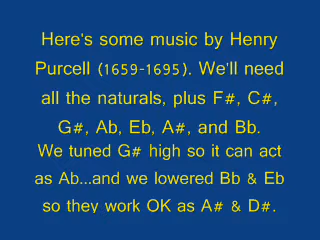 Here's some music by Henry
Purcell (1659-1695). We'll need
all the naturals, plus F#, C#,
G#, Ab, Eb, A#, and Bb.
We tuned G# high so it can act
as Ab...and we lowered Bb & Eb
so they work OK as A# & D#.